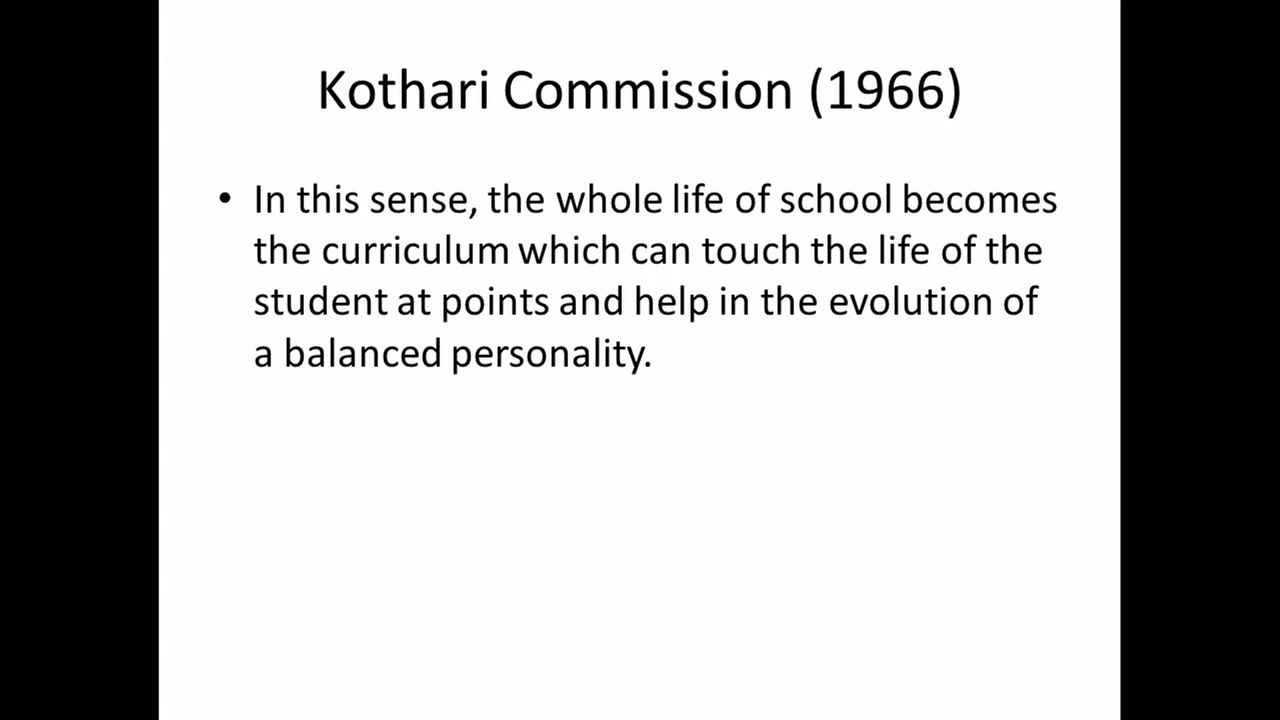 Kothari Commission (1966)
• In this sense, the whole life of school becomes
the curriculum which can touch the life of the
student at points and help in the evolution of
a balanced personality.